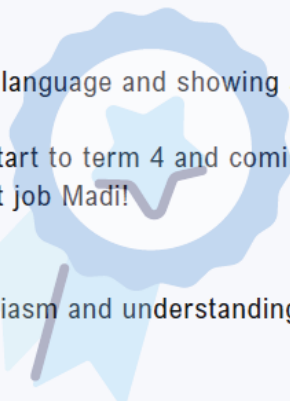 language and showing
tart to term 4 and comi
t job Madi!
iasm and understanding